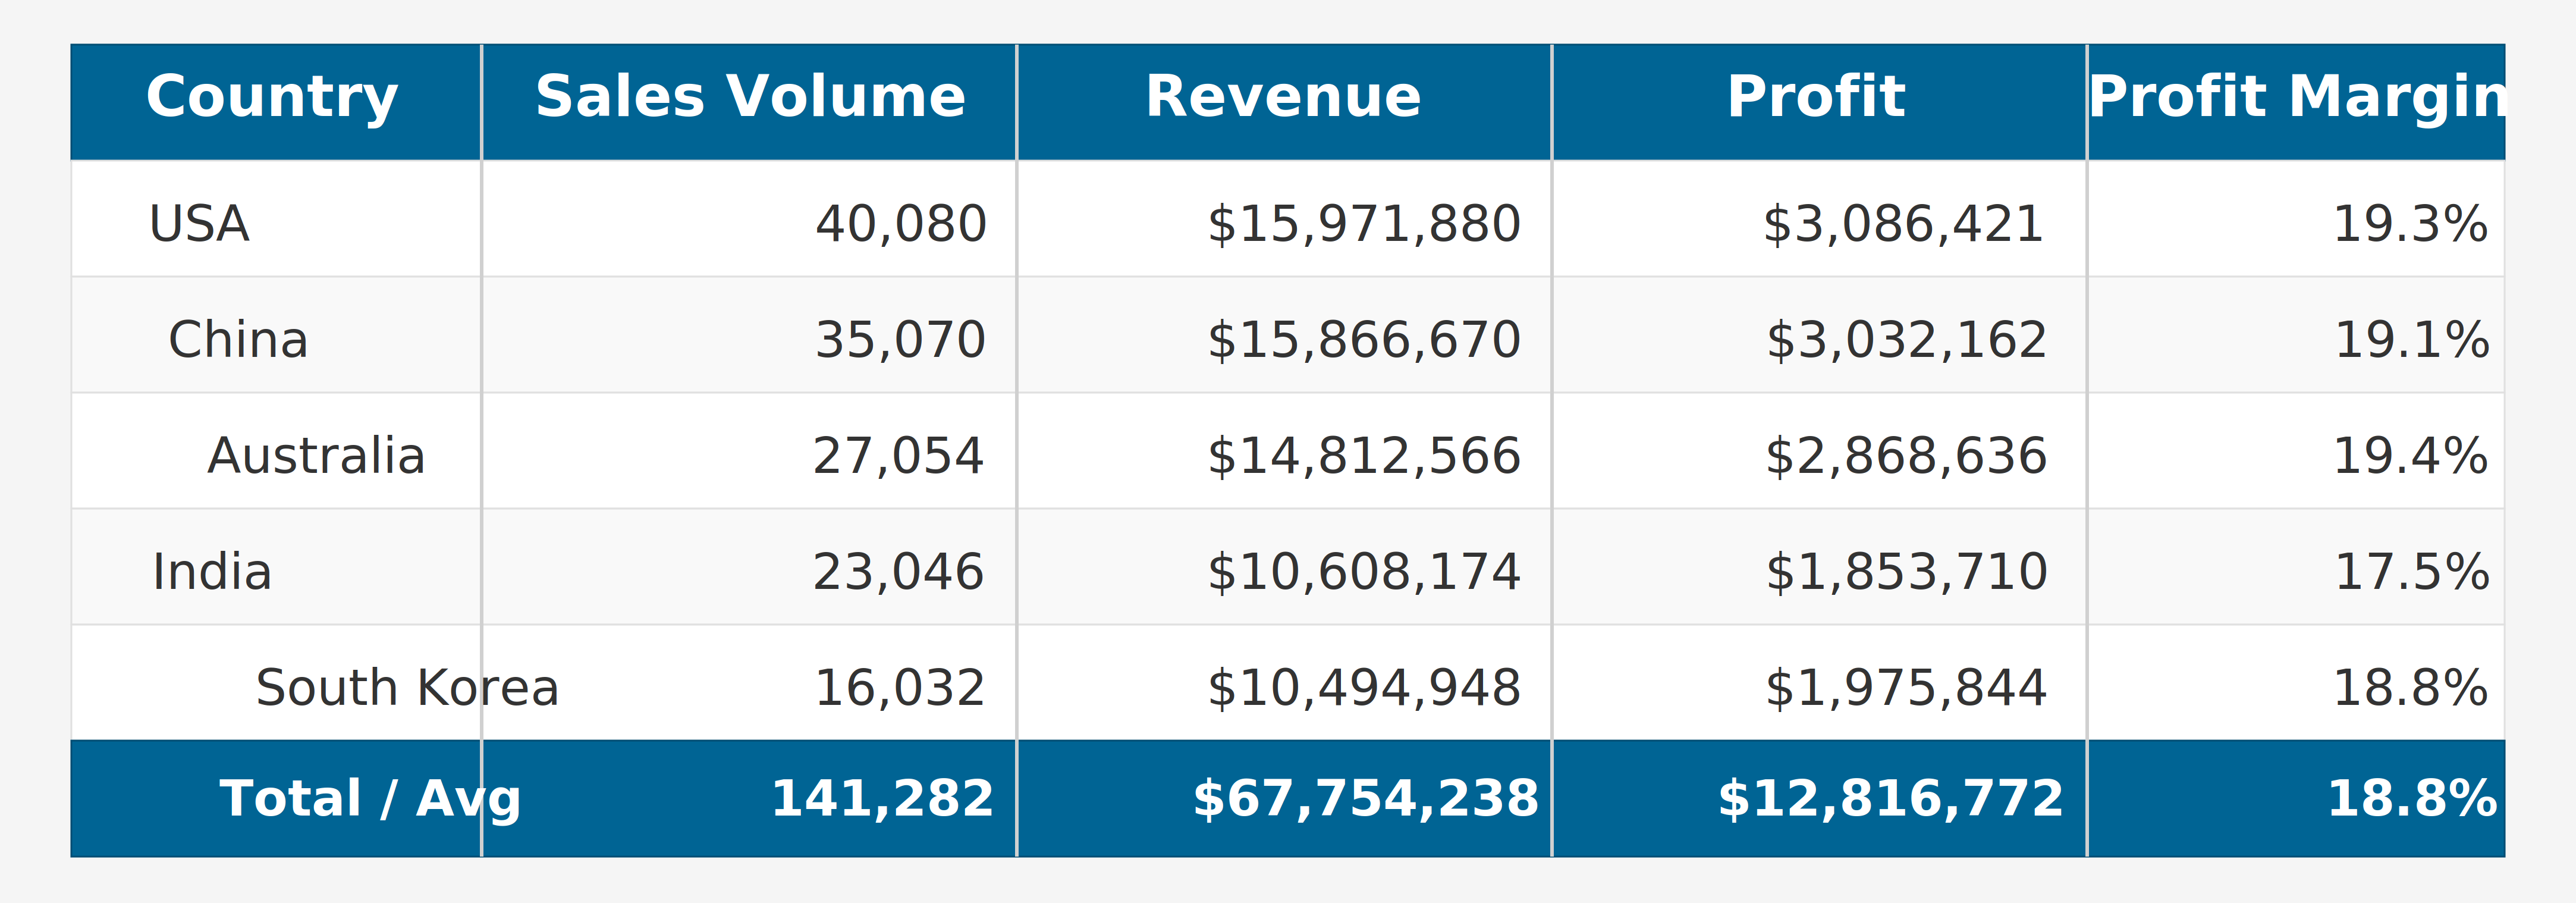 Country Sales Volume Revenue Profit Profit Margin
USA 40,080 $15,971,880 $3,086,421 19.3%
China 35,070 $15,866,670 $3,032,162 19.1%
Australia 27,054 $14,812,566 $2,868,636 19.4%
India 23,046 $10,608,174 $1,853,710 17.5%
South Korea 16,032 $10,494,948 $1,975,844 18.8%
Total / Avg 141,282 $67,754,238 $12,816,772 18.8%